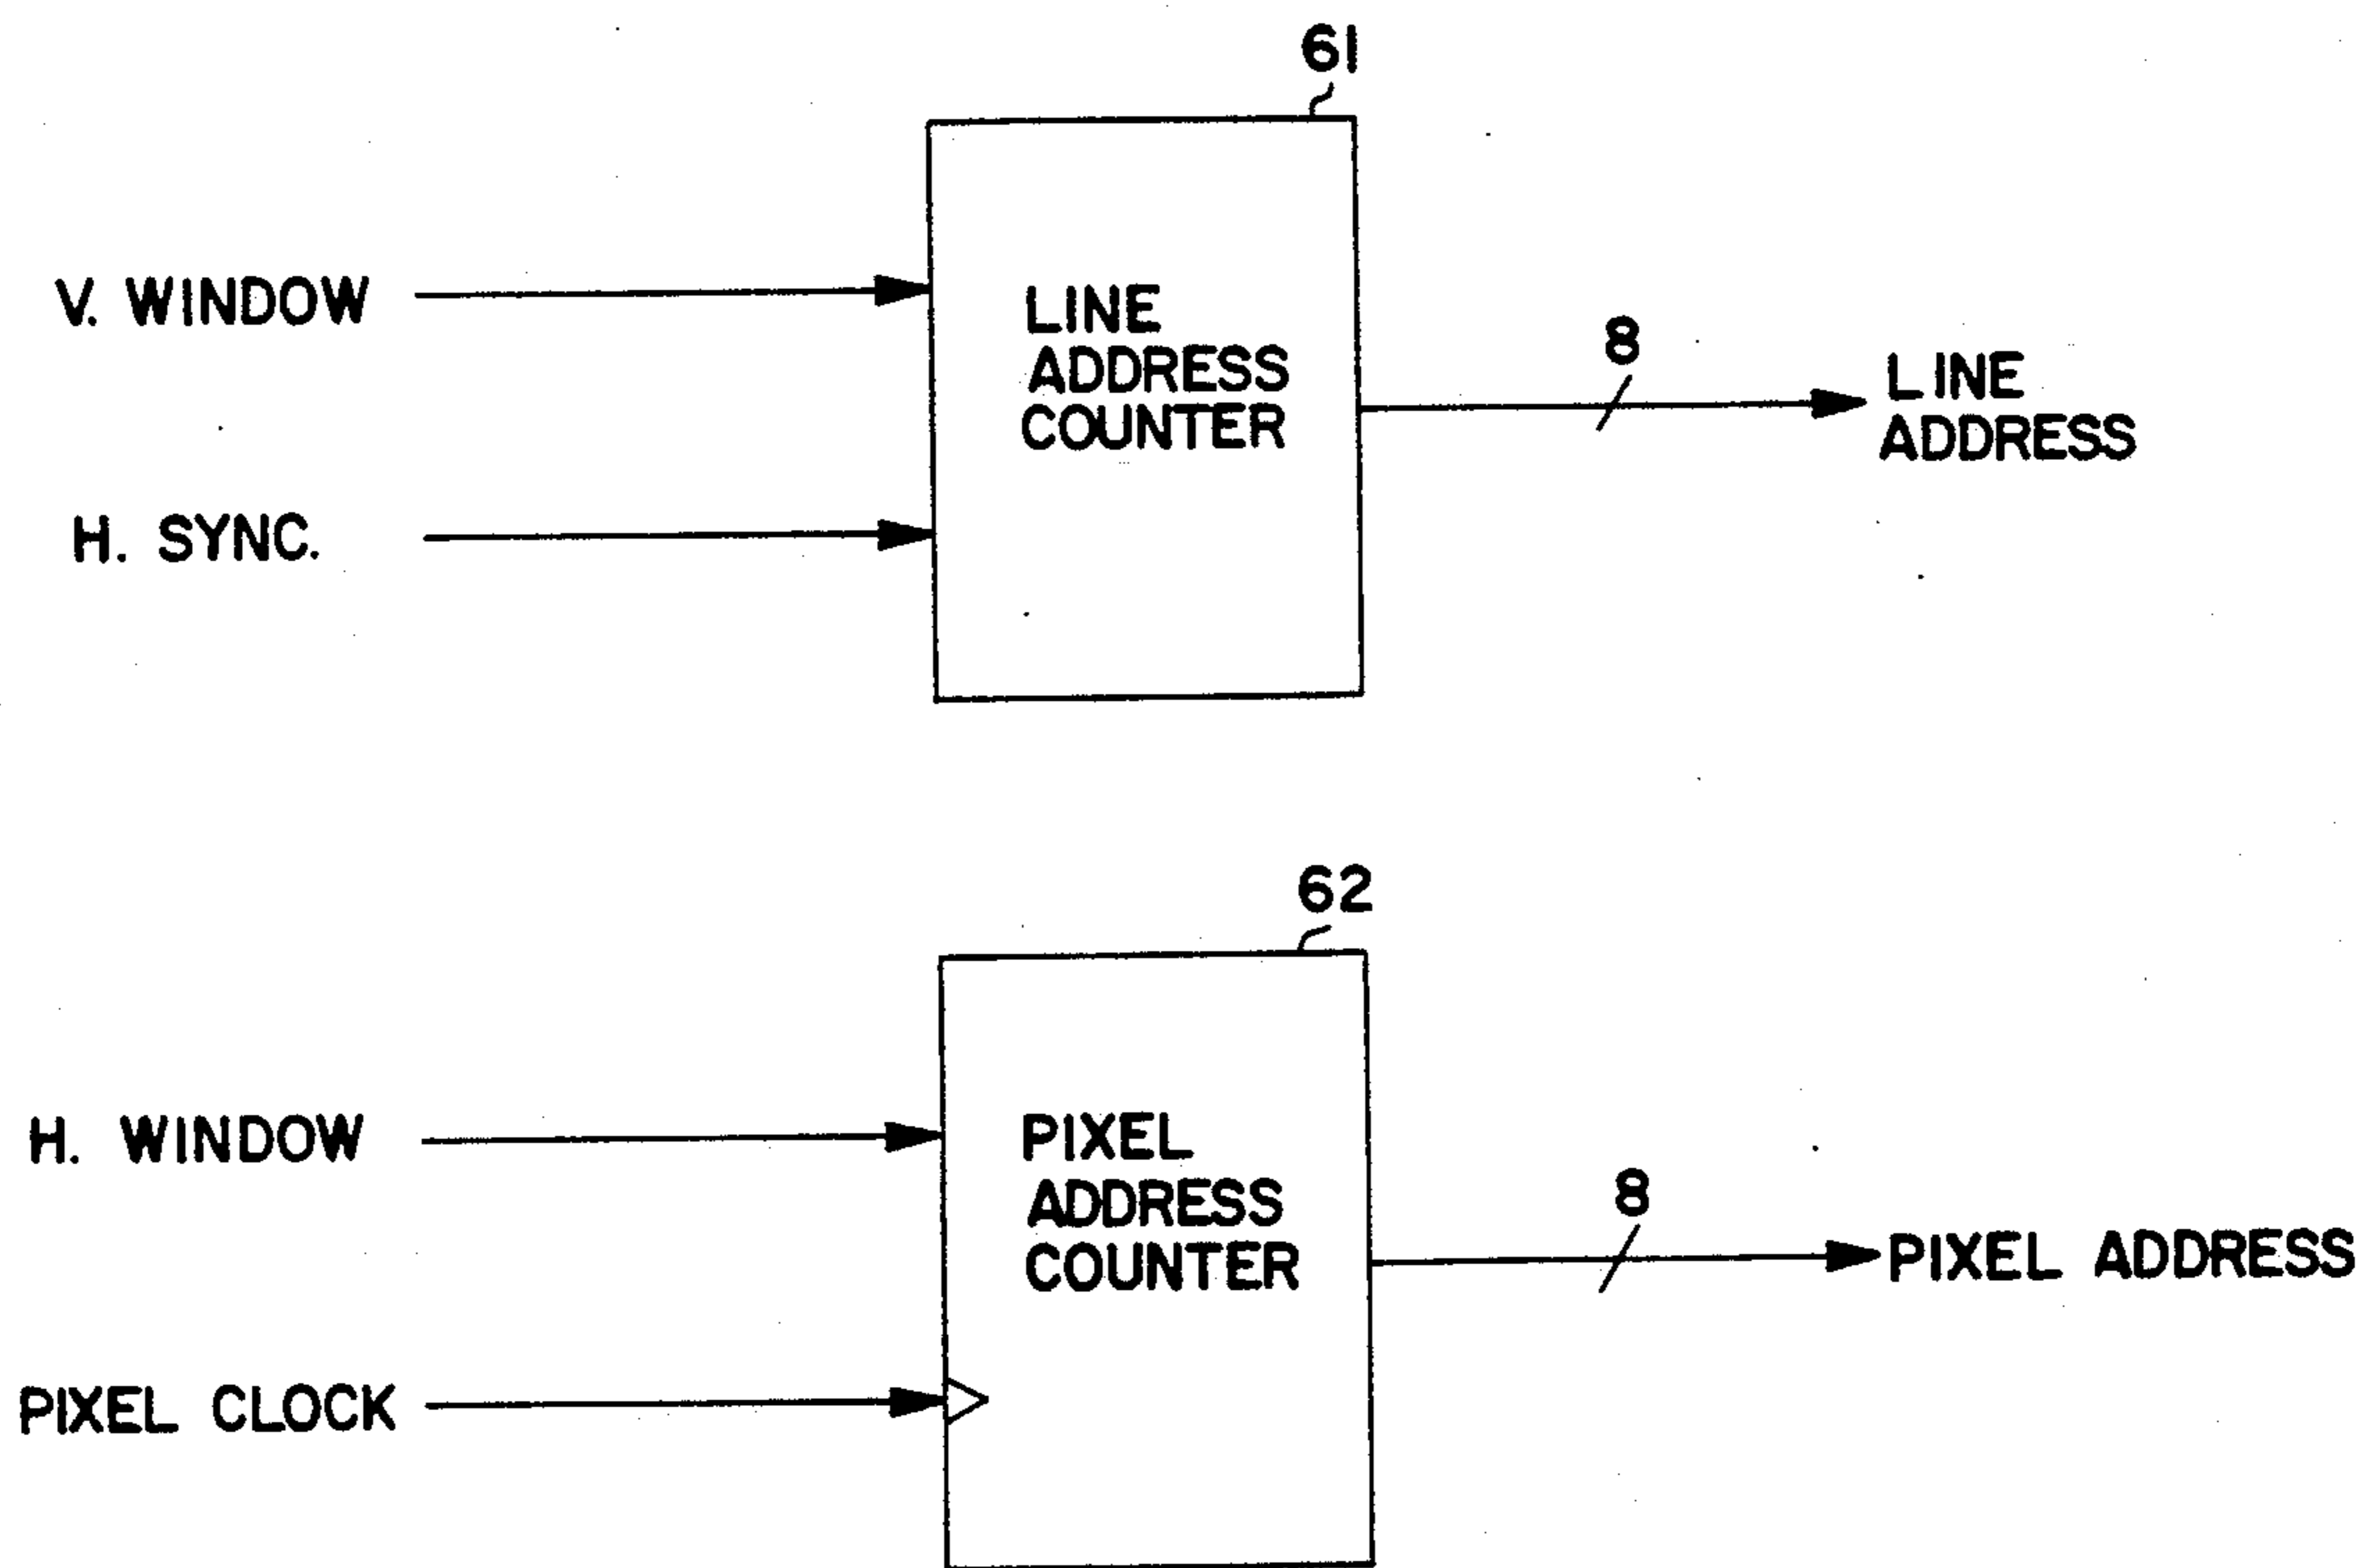 61
V. WINDOW
LINE
ADDRESS
COUNTER
8
LINE
ADDRESS
H. SYNC.
62
H. WINDOW
PIXEL
ADDRESS
COUNTER
8
PIXEL ADDRESS
PIXEL CLOCK